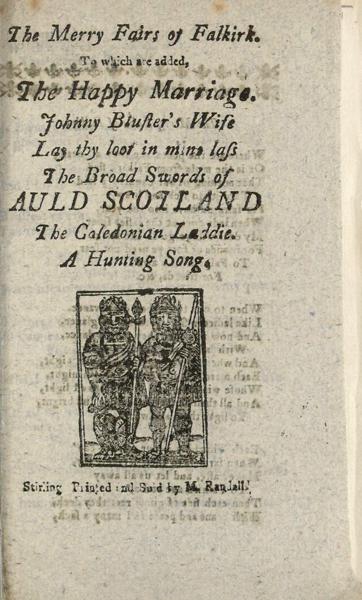 The Merry Fairs of Falkirk.
To which are added,
The Happy Marriage.
Johnny Bluſter's Wife
Lay thy loof in mine laſs
The Broad Swords of
AULD SCOTLAND
The Caledonian Laddie.
A Hunting Song.
Stirling Printed and Sold by M. Randall.